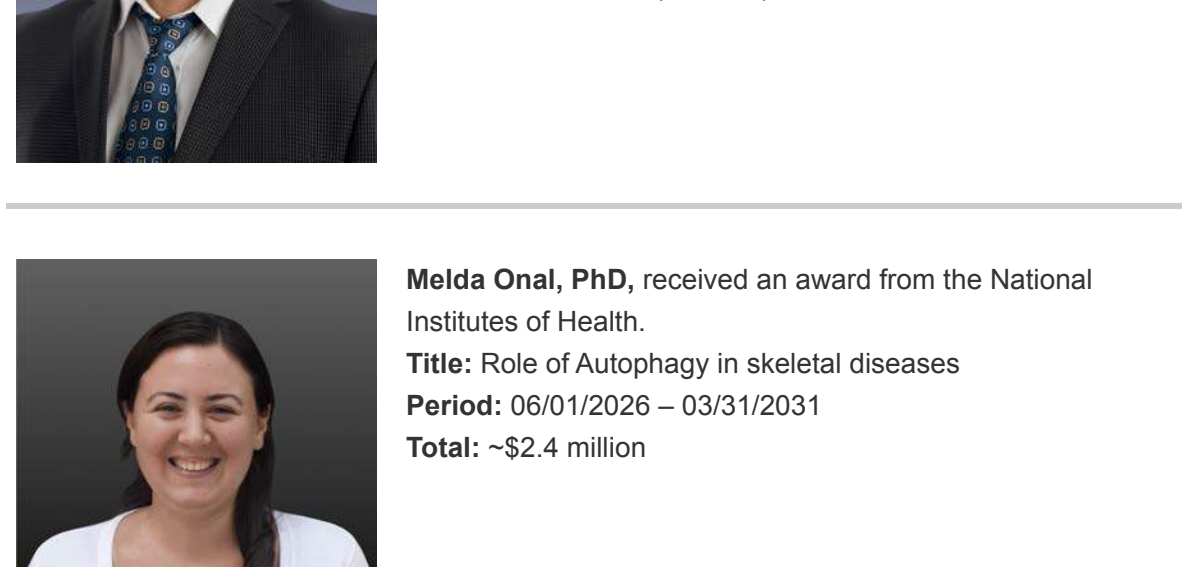 Melda Onal, PhD, received an award from the National
Institutes of Health.
Title: Role of Autophagy in skeletal diseases
Period: 06/01/2026 – 03/31/2031
Total: ~$2.4 million